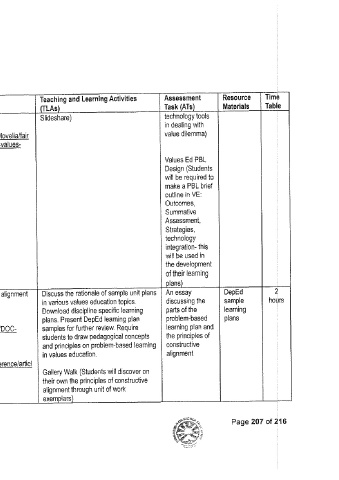 Teaching and Learning Activities
(TLAs)
Assessment
Task (ATs)
Resource
Materials
Time
Table
Slideshare)
technology tools
in dealing with
value dilemma)
values-
Values Ed PBL
Design (Students
will be required to
make a PBL brief
outline in VE:
Outcomes,
Summative
Assessment,
Strategies,
technology
integration- this
will be used in
the development
of their learning
plans)
alignment
/DOC-
erence/articl
Discuss the rationale of sample unit plans
in various values education topics.
Download discipline specific learning
plans. Present DepEd learning plan
samples for further review. Require
students to draw pedagogical concepts
and principles on problem-based learning
in values education.
Gallery Walk (Students will discover on
their own the principles of constructive
alignment through unit of work
exemplars)
An essay
discussing the
parts of the
problem-based
learning plan and
the principles of
constructive
alignment
DepEd
sample
learning
plans
2
hours
Page 207 of 216